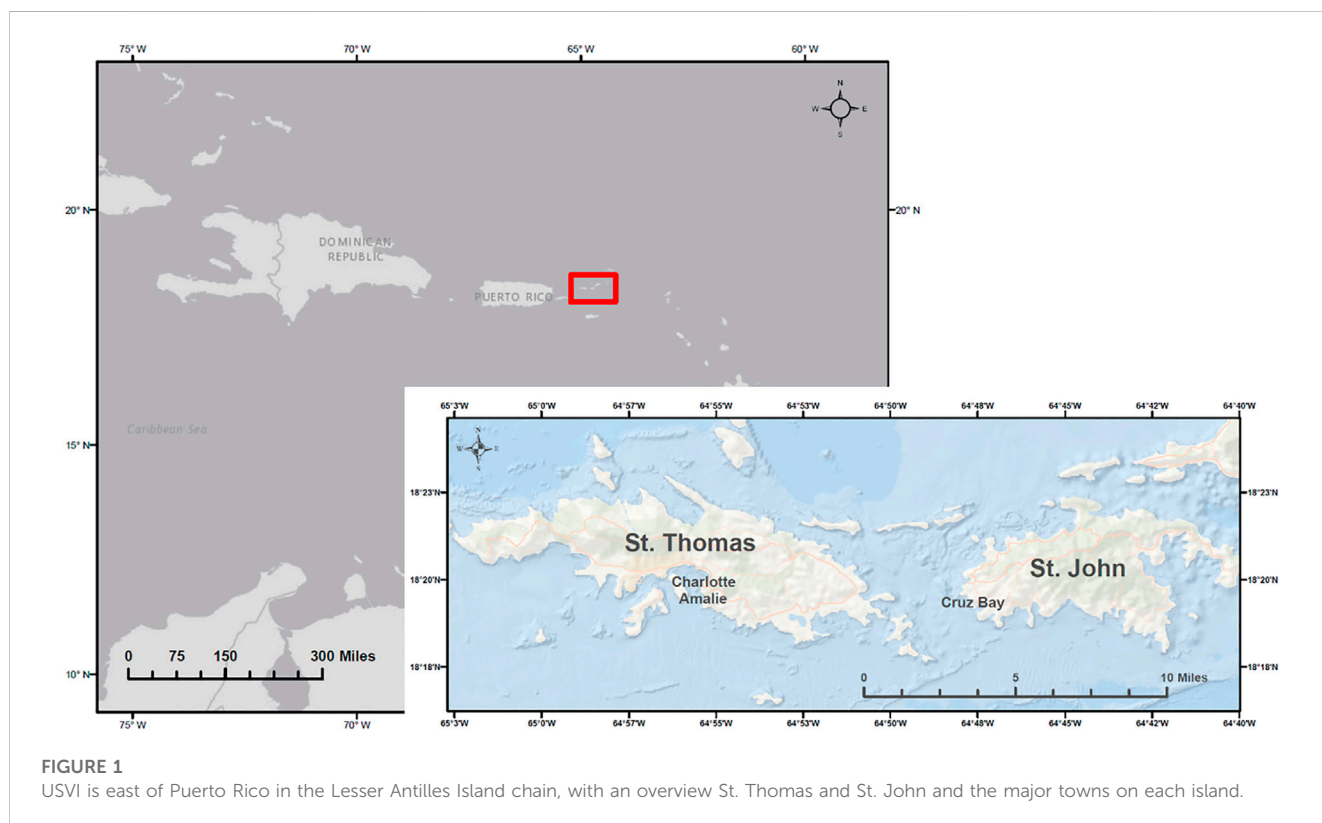 75° W 70° W 65° W 60° W
N
W E
S
20° N 20° N
DOMINICAN
REPUBLIC
PUERTO RICO
Caribbean Sea
15° N
10° N
0 75 150 300 Miles
75° W 70° W
65°3'W 65°0'W 64°57'W 64°55'W 64°53'W 64°50'W 64°48'W 64°45'W 64°42'W 64°40'W
N
W E
S
18°23'N 18°23'N
St. Thomas
St. John
18°20'N 18°20'N
Charlotte
Amalie
Cruz Bay
18°18'N 18°18'N
0 5 10 Miles
65°3'W 65°0'W 64°57'W 64°55'W 64°53'W 64°50'W 64°48'W 64°45'W 64°42'W 64°40'W
FIGURE 1
USVI is east of Puerto Rico in the Lesser Antilles Island chain, with an overview St. Thomas and St. John and the major towns on each island.